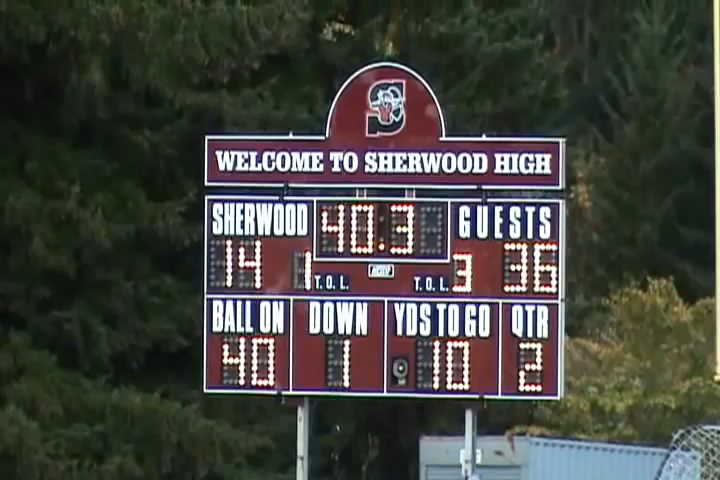 S
WELCOME TO SHERWOOD HIGH
SHERWOOD 40.3 GUESTS
14 1 T.O.L. T.O.L. 3 36
BALL ON DOWN YDS TO GO QTR
40 1 10 2